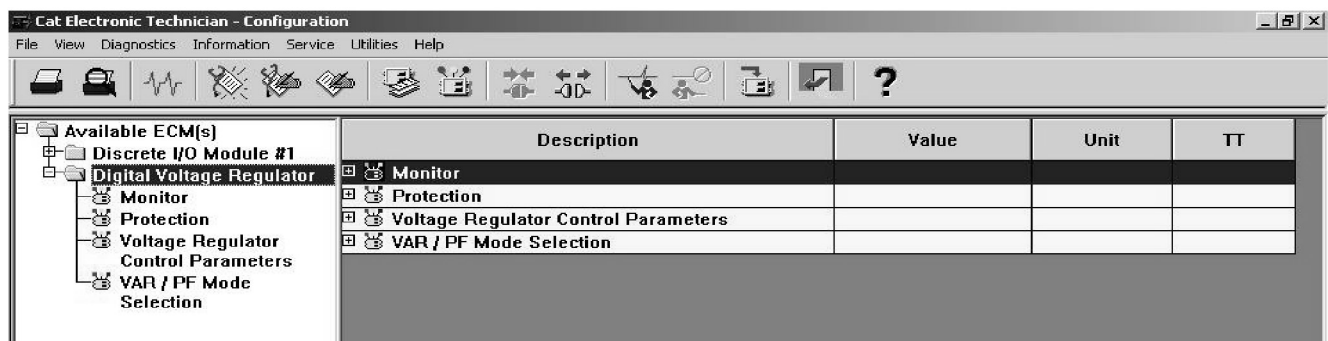 Cat Electronic Technician - Configuration
File View Diagnostics Information Service Utilities Help
?
Available ECM(s)
Discrete I/O Module #1
Digital Voltage Regulator
Monitor
Protection
Voltage Regulator
Control Parameters
VAR / PF Mode
Selection
Description Value Unit TT
Monitor
Protection
Voltage Regulator Control Parameters
VAR / PF Mode Selection